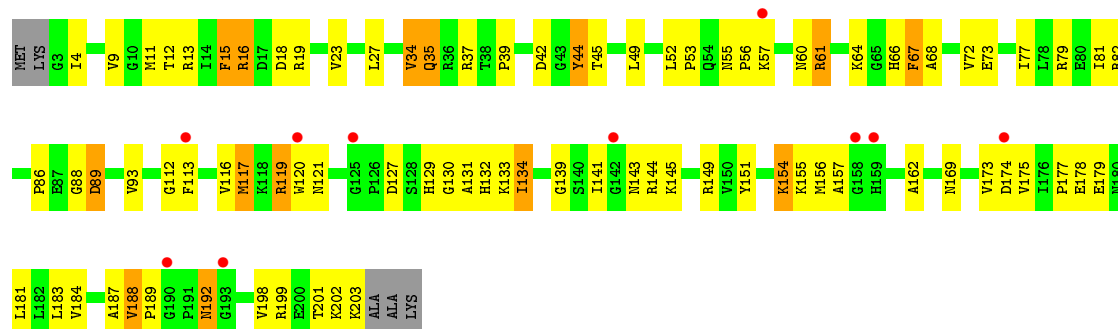 MET LYS G3 I4 V9 G10 M11 T12 R13 I14 F15 R16 D17 D18 R19 V23 L27 V34 Q35 R36 R37 T38 P39 D42 G43 Y44 T45 L49 L52 P53 Q54 N55 P56 K57 N60 R61 K64 G65 H66 F67 A68 V72 E73 I77 L78 R79 E80 I81
P86 E87 G88 D89 V93 G112 F113 V116 M117 K118 R119 W120 N121 G125 P126 D127 S128 H129 G130 A131 H132 K133 I134 G139 S140 I141 G142 N143 R144 K145 R149 V150 Y151 K154 K155 M156 A157 G158 H159 A162 N169 V173 D174 V175 I176 P177 E178 E179
L181 L182 L183 V184 A187 V188 P189 G190 P191 N192 G193 V198 R199 E200 T201 K202 K203 ALA ALA LYS